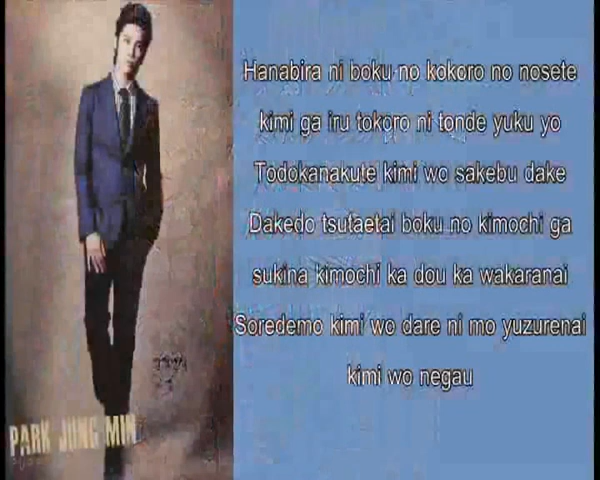 Hanabira ni boku no kokoro no nosete
kimi ga iru tokoro ni tonde yuku yo
Todokanakute kimi wo sakebu dake
Dakedo tsutaetai boku no kimochi ga
sukina kimochi ka dou ka wakaranai
Soredemo kimi wo dare ni mo yuzurenai
kimi wo negau
PARK JUNG MIN